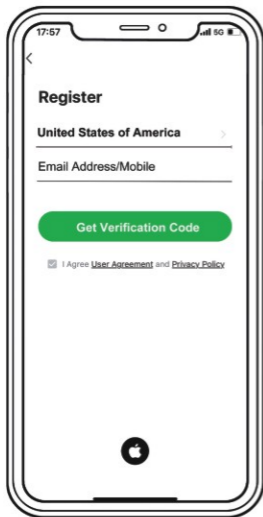 17:57
5G
Register
United States of America
Email Address/Mobile
Get Verification Code
I Agree User Agreement and Privacy Policy